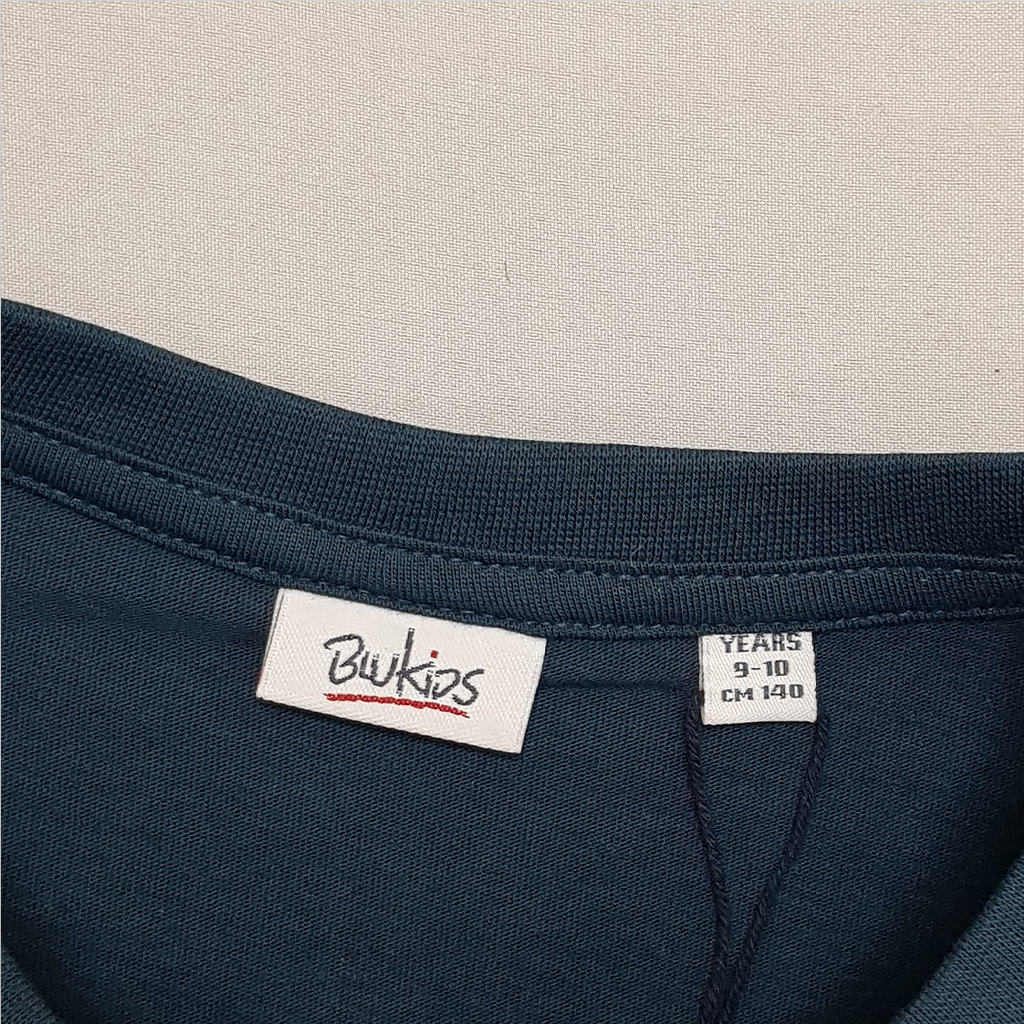 BluKids
YEARS
9-10
CM 140